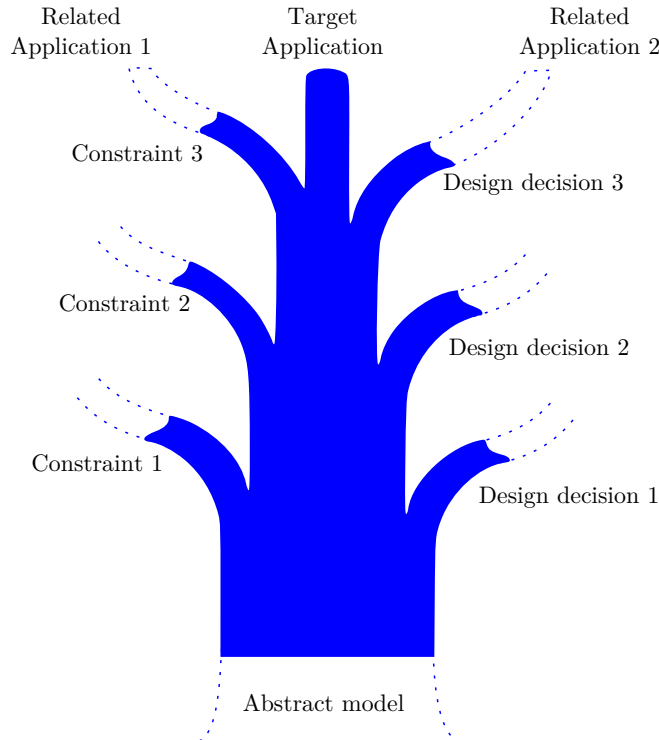 Related
Application 1
Target
Application
Related
Application 2
Constraint 3
Design decision 3
Constraint 2
Design decision 2
Constraint 1
Design decision 1
Abstract model